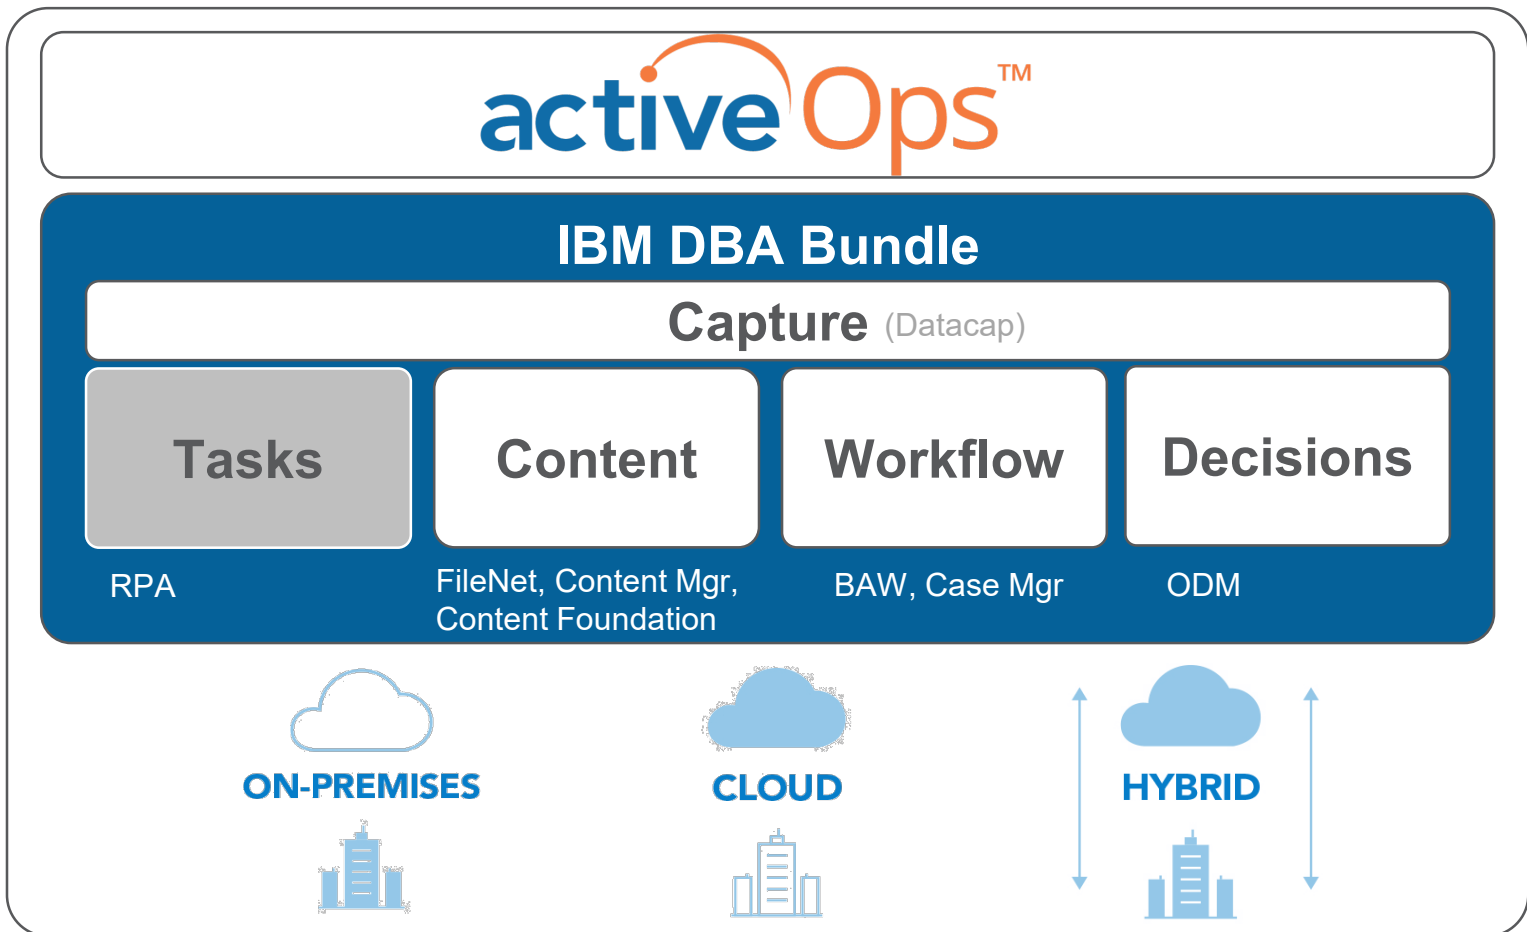 activeOps™
IBM DBA Bundle
Capture (Datacap)
Tasks
Content
Workflow
Decisions
RPA
FileNet, Content Mgr,
Content Foundation
BAW, Case Mgr
ODM
ON-PREMISES
CLOUD
HYBRID